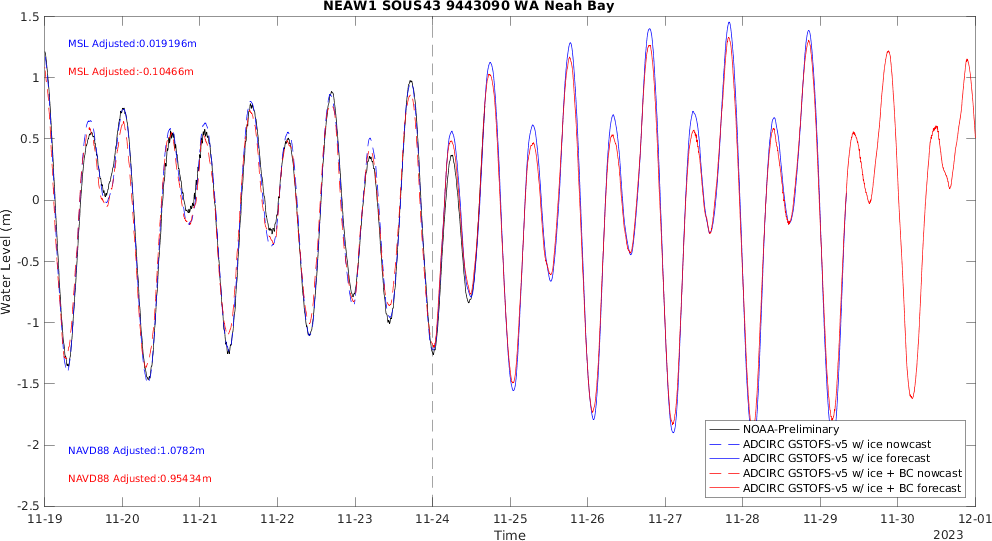 NEAW1 SOUS43 9443090 WA Neah Bay
1.5
1
0.5
0
-0.5
-1
-1.5
-2
-2.5
Water Level (m)
MSL Adjusted:0.019196m
MSL Adjusted:-0.10466m
NAVD88 Adjusted:1.0782m
NAVD88 Adjusted:0.95434m
NOAA-Preliminary
ADCIRC GSTOFS-v5 w/ ice nowcast
ADCIRC GSTOFS-v5 w/ ice forecast
ADCIRC GSTOFS-v5 w/ ice + BC nowcast
ADCIRC GSTOFS-v5 w/ ice + BC forecast
11-19 11-20 11-21 11-22 11-23 11-24 11-25 11-26 11-27 11-28 11-29 11-30 12-01
Time
2023